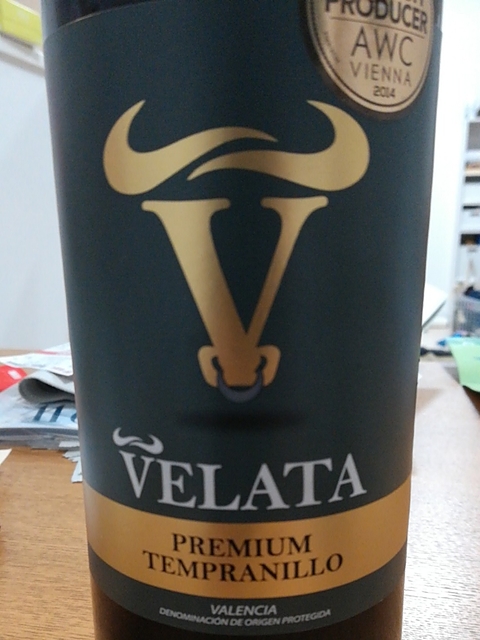 PRODUCER
AWC
VIENNA
2014
V
VELATA
PREMIUM
TEMPRANILLO
VALENCIA
DENOMINACIÓN DE ORIGEN PROTEGIDA